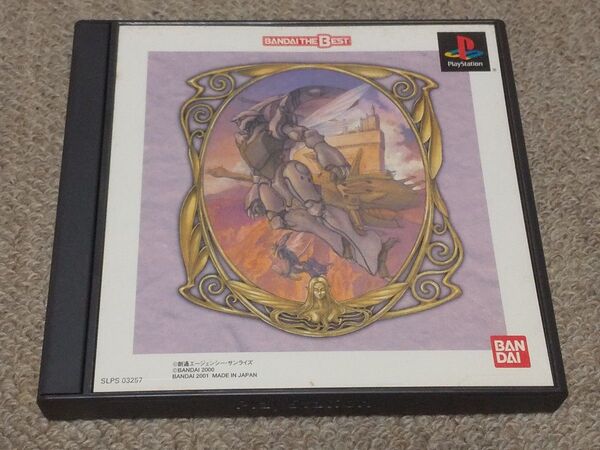 BANDAI THE BEST
PlayStation
©創通エージェンシー・サンライズ
©BANDAI 2000
BANDAI 2001 MADE IN JAPAN
SLPS 03257
BAN
DAI